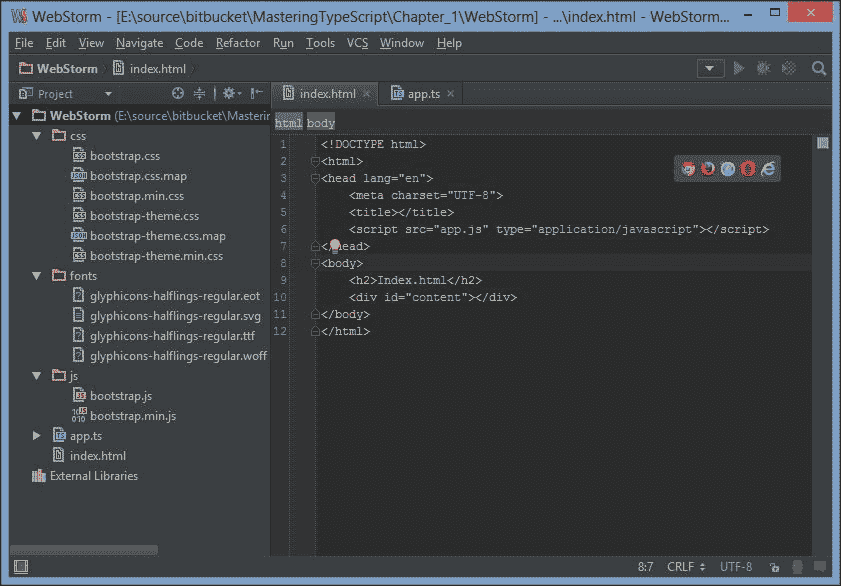 WebStorm - [E:\source\bitbucket\MasteringTypeScript\Chapter_1\WebStorm] - ...\index.html - WebStorm...
File Edit View Navigate Code Refactor Run Tools VCS Window Help
WebStorm index.html
Project
index.html app.ts
html body
WebStorm (E:\source\bitbucket\Masterin
css
bootstrap.css
bootstrap.css.map
bootstrap.min.css
bootstrap-theme.css
bootstrap-theme.css.map
bootstrap-theme.min.css
fonts
glyphicons-halflings-regular.eot
glyphicons-halflings-regular.svg
glyphicons-halflings-regular.ttf
glyphicons-halflings-regular.woff
js
bootstrap.js
bootstrap.min.js
app.ts
index.html
External Libraries
1 <!DOCTYPE html>
2 <html>
3 <head lang="en">
4 <meta charset="UTF-8">
5 <title></title>
6 <script src="app.js" type="application/javascript"></script>
7 </head>
8 <body>
9 <h2>Index.html</h2>
10 <div id="content"></div>
11 </body>
12 </html>
8:7 CRLF UTF-8